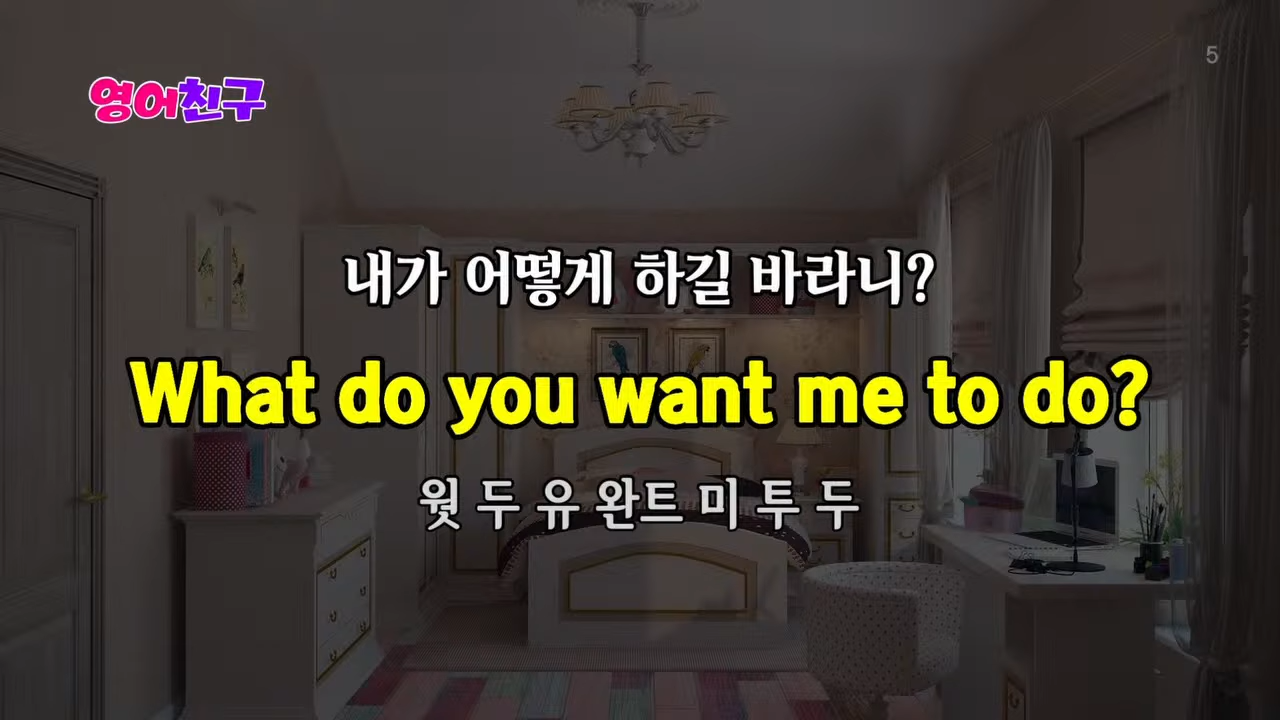 영어친구
5
내가 어떻게 하길 바라니?
What do you want me to do?
웟 두 유 완트 미 투 두